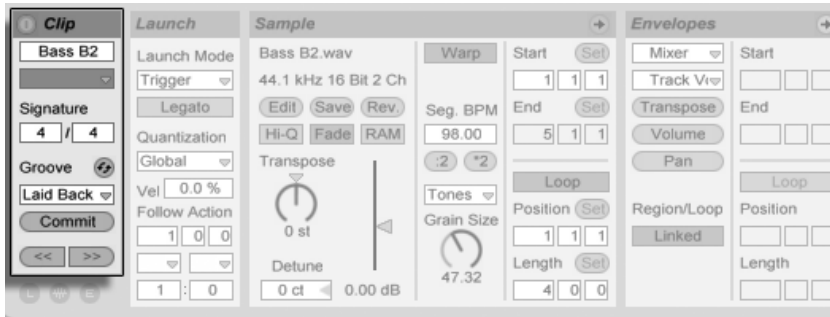 Clip
Bass B2
Signature
4 / 4
Groove
Laid Back
Commit
<< >>
L E
Launch
Launch Mode
Trigger
Legato
Quantization
Global
Vel 0.0 %
Follow Action
1 0 0
1 : 0
Sample
Bass B2.wav
44.1 kHz 16 Bit 2 Ch
Edit Save Rev.
Hi-Q Fade RAM
Transpose
0 st
Detune
0 ct 0.00 dB
Warp
Seg. BPM
98.00
:2 *2
Tones
Grain Size
47.32
Start Set
1 1 1
End Set
5 1 1
Loop
Position Set
1 1 1
Length Set
4 0 0
Envelopes
Mixer
Transpose
Volume
Pan
Region/Loop
Linked
Start
End
Loop
Position
Length